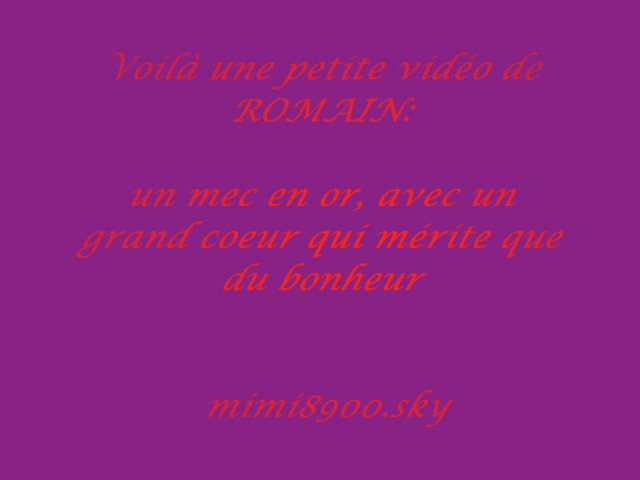 Voilà une petite vidéo de
ROMAIN:
un mec en or, avec un
grand coeur qui mérite que
du bonheur
mimi8900.sky